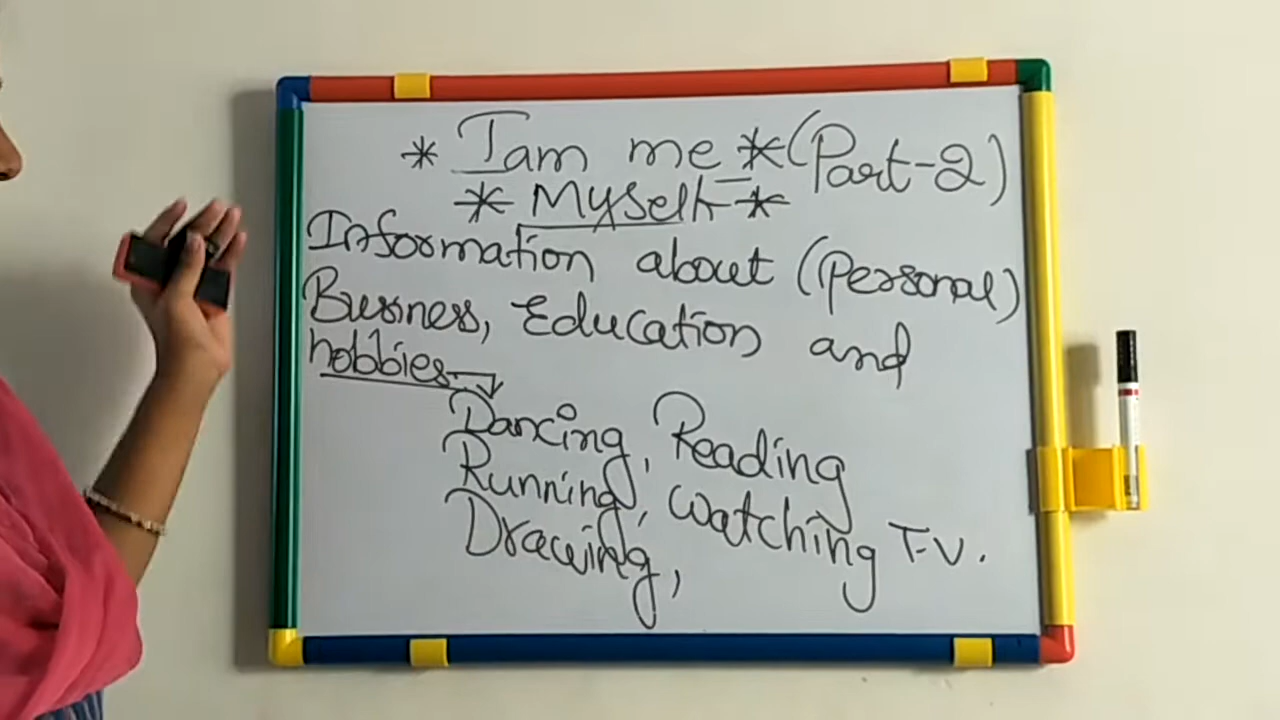 * I am me * (Part-2)
* Myself *
Information about (Personal)
Business, Education and
hobbies
Dancing, Reading
Running, Watching T.V.
Drawing,